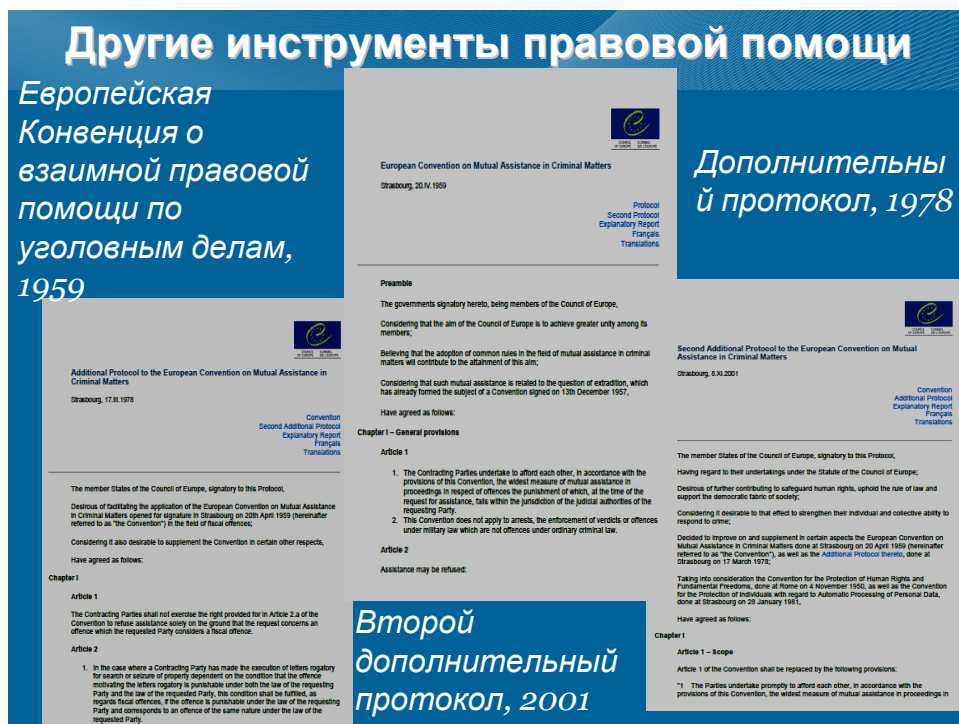 Другие инструменты правовой помощи
Европейская
Конвенция о
взаимной правовой
помощи по
уголовным делам,
1959
COUNCIL CONSEIL
OF EUROPE DE L'EUROPE
European Convention on Mutual Assistance in Criminal Matters
Strasbourg, 20.IV.1959
Protocol
Second Protocol
Explanatory Report
Français
Translations
Preamble
The governments signatory hereto, being members of the Council of Europe,
Considering that the aim of the Council of Europe is to achieve greater unity among its
members;
Believing that the adoption of common rules in the field of mutual assistance in criminal
matters will contribute to the attainment of this aim;
Considering that such mutual assistance is related to the question of extradition, which
has already formed the subject of a Convention signed on 13th December 1957,
Have agreed as follows:
Chapter I – General provisions
Article 1
1. The Contracting Parties undertake to afford each other, in accordance with the
provisions of this Convention, the widest measure of mutual assistance in
proceedings in respect of offences the punishment of which, at the time of the
request for assistance, falls within the jurisdiction of the judicial authorities of the
requesting Party.
2. This Convention does not apply to arrests, the enforcement of verdicts or offences
under military law which are not offences under ordinary criminal law.
Article 2
Assistance may be refused:
Дополнительны
й протокол, 1978
COUNCIL CONSEIL
OF EUROPE DE L'EUROPE
Additional Protocol to the European Convention on Mutual Assistance in
Criminal Matters
Strasbourg, 17.III.1978
Convention
Second Additional Protocol
Explanatory Report
Français
Translations
The member States of the Council of Europe, signatory to this Protocol,
Desirous of facilitating the application of the European Convention on Mutual Assistance
in Criminal Matters opened for signature in Strasbourg on 20th April 1959 (hereinafter
referred to as "the Convention") in the field of fiscal offences;
Considering it also desirable to supplement the Convention in certain other respects,
Have agreed as follows:
Chapter I
Article 1
The Contracting Parties shall not exercise the right provided for in Article 2.a of the
Convention to refuse assistance solely on the ground that the request concerns an
offence which the requested Party considers a fiscal offence.
Article 2
1. In the case where a Contracting Party has made the execution of letters rogatory
for search or seizure of property dependent on the condition that the offence
motivating the letters rogatory is punishable under both the law of the requesting
Party and the law of the requested Party, this condition shall be fulfilled, as
regards fiscal offences, if the offence is punishable under the law of the requesting
Party and corresponds to an offence of the same nature under the law of the
requested Party.
Второй
дополнительный
протокол, 2001
COUNCIL CONSEIL
OF EUROPE DE L'EUROPE
Second Additional Protocol to the European Convention on Mutual
Assistance in Criminal Matters
Strasbourg, 8.XI.2001
Convention
Additional Protocol
Explanatory Report
Français
Translations
The member States of the Council of Europe, signatory to this Protocol,
Having regard to their undertakings under the Statute of the Council of Europe;
Desirous of further contributing to safeguard human rights, uphold the rule of law and
support the democratic fabric of society;
Considering it desirable to that effect to strengthen their individual and collective ability to
respond to crime;
Decided to improve on and supplement in certain aspects the European Convention on
Mutual Assistance in Criminal Matters done at Strasbourg on 20 April 1959 (hereinafter
referred to as "the Convention"), as well as the Additional Protocol thereto, done at
Strasbourg on 17 March 1978;
Taking into consideration the Convention for the Protection of Human Rights and
Fundamental Freedoms, done at Rome on 4 November 1950, as well as the Convention
for the Protection of Individuals with regard to Automatic Processing of Personal Data,
done at Strasbourg on 28 January 1981,
Have agreed as follows:
Chapter I
Article 1 – Scope
Article 1 of the Convention shall be replaced by the following provisions:
"1 The Parties undertake promptly to afford each other, in accordance with the
provisions of this Convention, the widest measure of mutual assistance in proceedings in